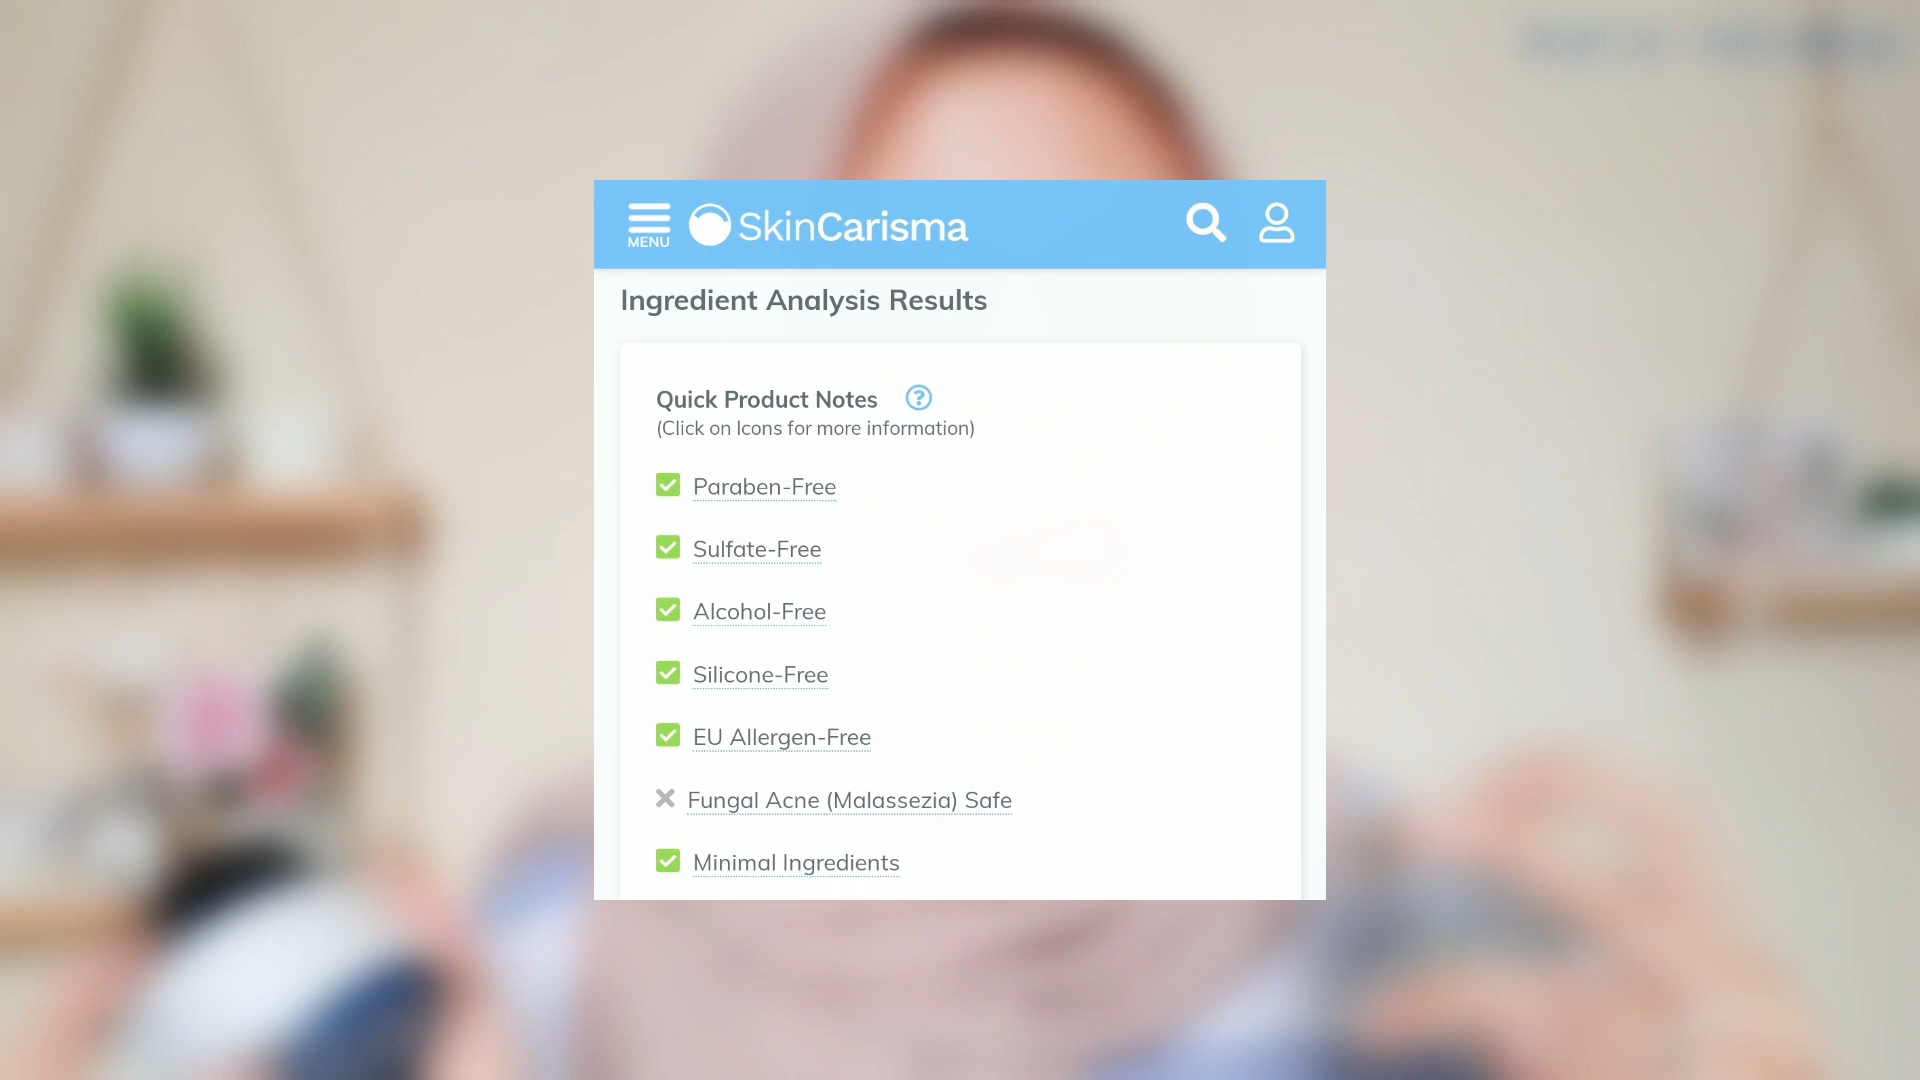 MENU
SkinCarisma
Ingredient Analysis Results
Quick Product Notes
(Click on Icons for more information)
Paraben-Free
Sulfate-Free
Alcohol-Free
Silicone-Free
EU Allergen-Free
Fungal Acne (Malassezia) Safe
Minimal Ingredients